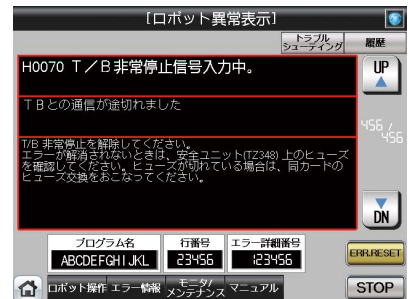 [ロボット異常表示]
トラブル
シューティング
履歴
H0070 T/B非常停止信号入力中。
UP
TBとの通信が途切れました
456 /
456
T/B 非常停止を解除してください。
エラーが解消されないときは、安全ユニット(TZ348)上のヒューズ
を確認してください。ヒューズが切れている場合は、同カードの
ヒューズ交換をおこなってください。
DN
プログラム名
行番号
エラー詳細番号
ABCDEFGHIJKL
23456
123456
ERR.RESET
ロボット操作
エラー情報
モニタ/
メンテナンス
マニュアル
STOP